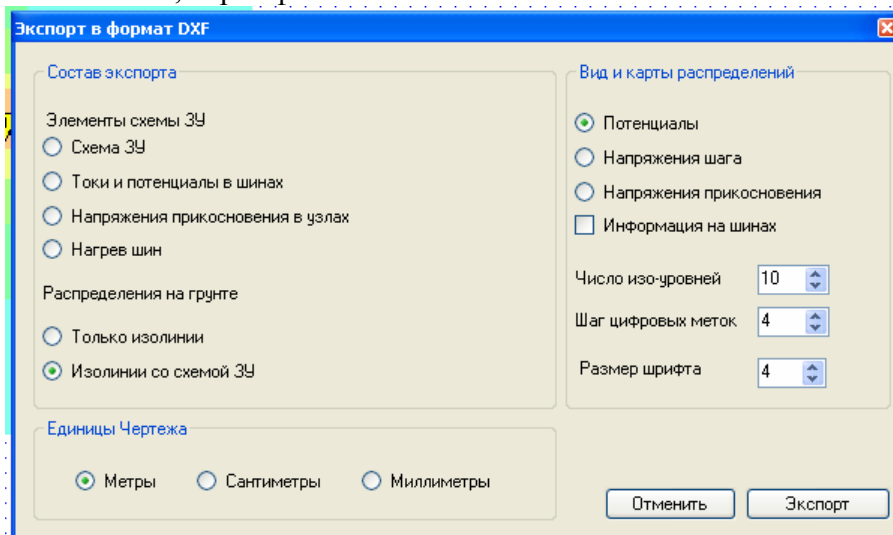 Экспорт в формат DXF
Состав экспорта
Элементы схемы ЗУ
Схема ЗУ
Токи и потенциалы в шинах
Напряжения прикосновения в узлах
Нагрев шин
Распределения на грунте
Только изолинии
Изолинии со схемой ЗУ
Вид и карты распределений
Потенциалы
Напряжения шага
Напряжения прикосновения
Информация на шинах
Число изо-уровней 10
Шаг цифровых меток 4
Размер шрифта 4
Единицы Чертежа
Метры Сантиметры Миллиметры
Отменить Экспорт